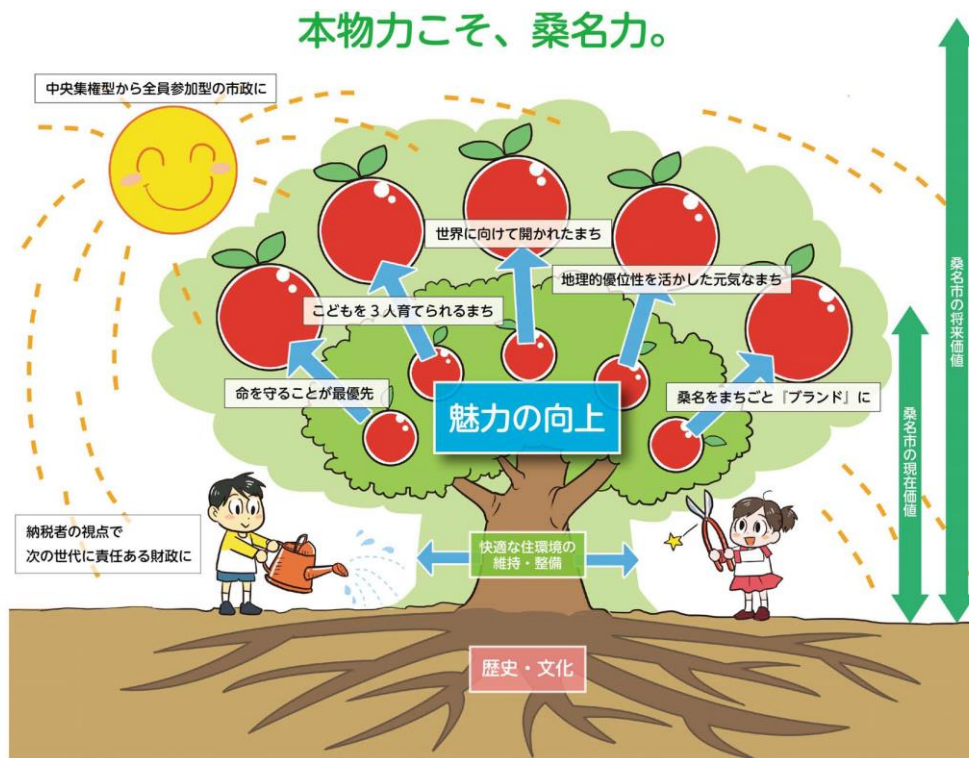 本物力こそ、桑名力。
中央集権型から全員参加型の市政に
世界に向けて開かれたまち
地理的優位性を活かした元気なまち
こどもを3人育てられるまち
命を守ることが最優先
桑名をまちごと『ブランド』に
魅力の向上
桑名市の将来価値
桑名市の現在価値
納税者の視点で
次の世代に責任ある財政に
快適な住環境の
維持・整備
歴史・文化